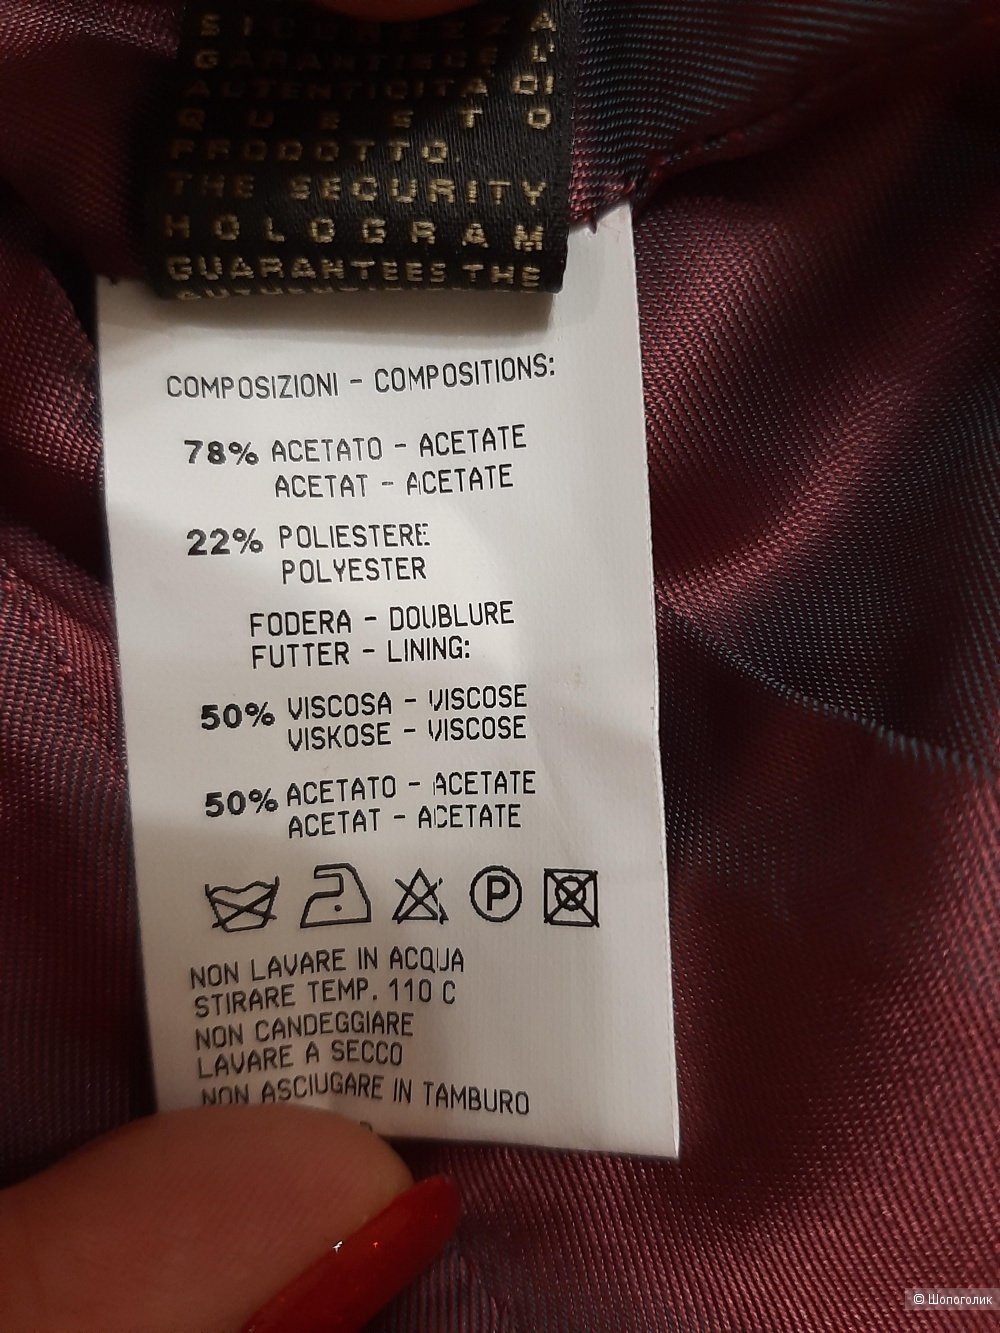 SICUREZZA
GARANTISCE L'
AUTENTICITÀ DI
QUESTO
PRODOTTO.
THE SECURITY
HOLOGRAM
GUARANTEES THE
COMPOSIZIONI - COMPOSITIONS:
78% ACETATO - ACETATE
ACETAT - ACETATE
22% POLIESTERE
POLYESTER
FODERA - DOUBLURE
FUTTER - LINING:
50% VISCOSA - VISCOSE
VISKOSE - VISCOSE
50% ACETATO - ACETATE
ACETAT - ACETATE
P
NON LAVARE IN ACQUA
STIRARE TEMP. 110 C
NON CANDEGGIARE
LAVARE A SECCO
NON ASCIUGARE IN TAMBURO
© Шопоголик